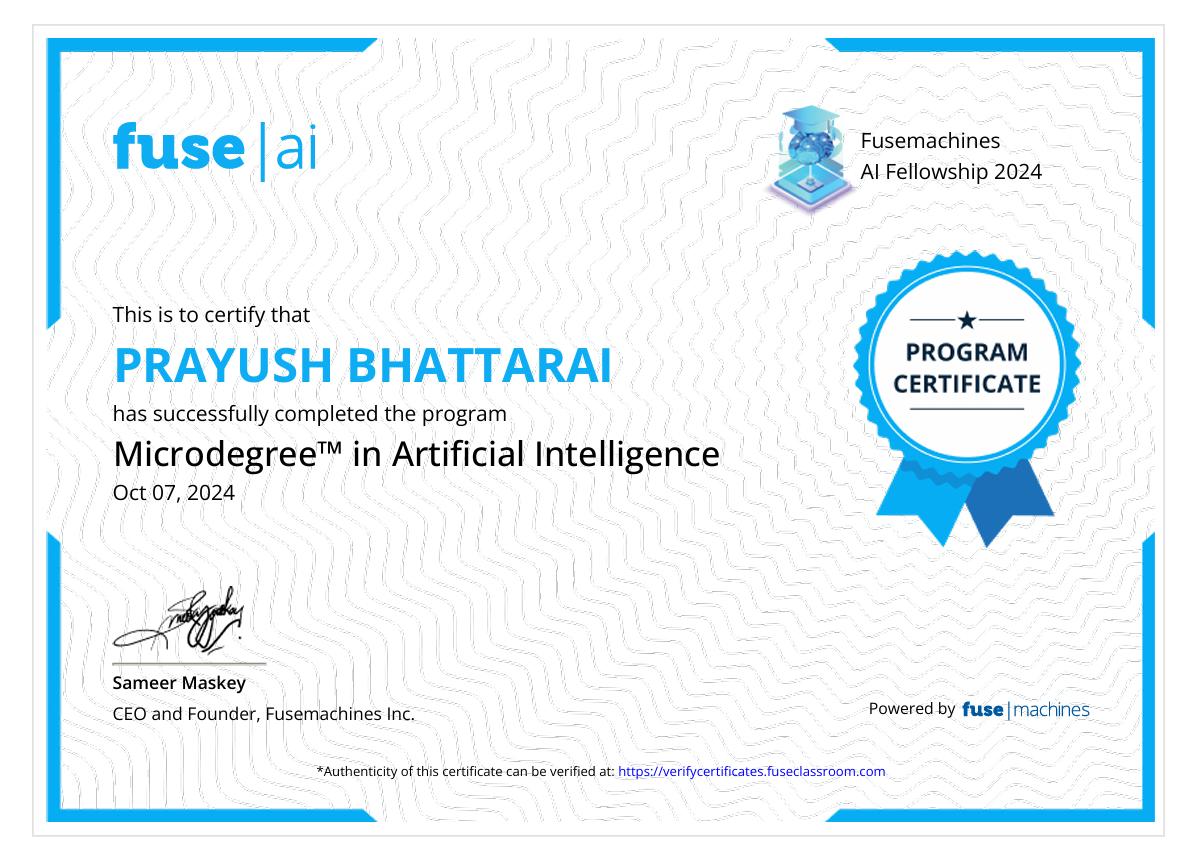 fuse|ai
Fusemachines
AI Fellowship 2024
This is to certify that
PRAYUSH BHATTARAI
has successfully completed the program
Microdegree™ in Artificial Intelligence
Oct 07, 2024
PROGRAM
CERTIFICATE
Sameer Maskey
CEO and Founder, Fusemachines Inc.
Powered by fuse|machines
*Authenticity of this certificate can be verified at: https://verifycertificates.fuseclassroom.com